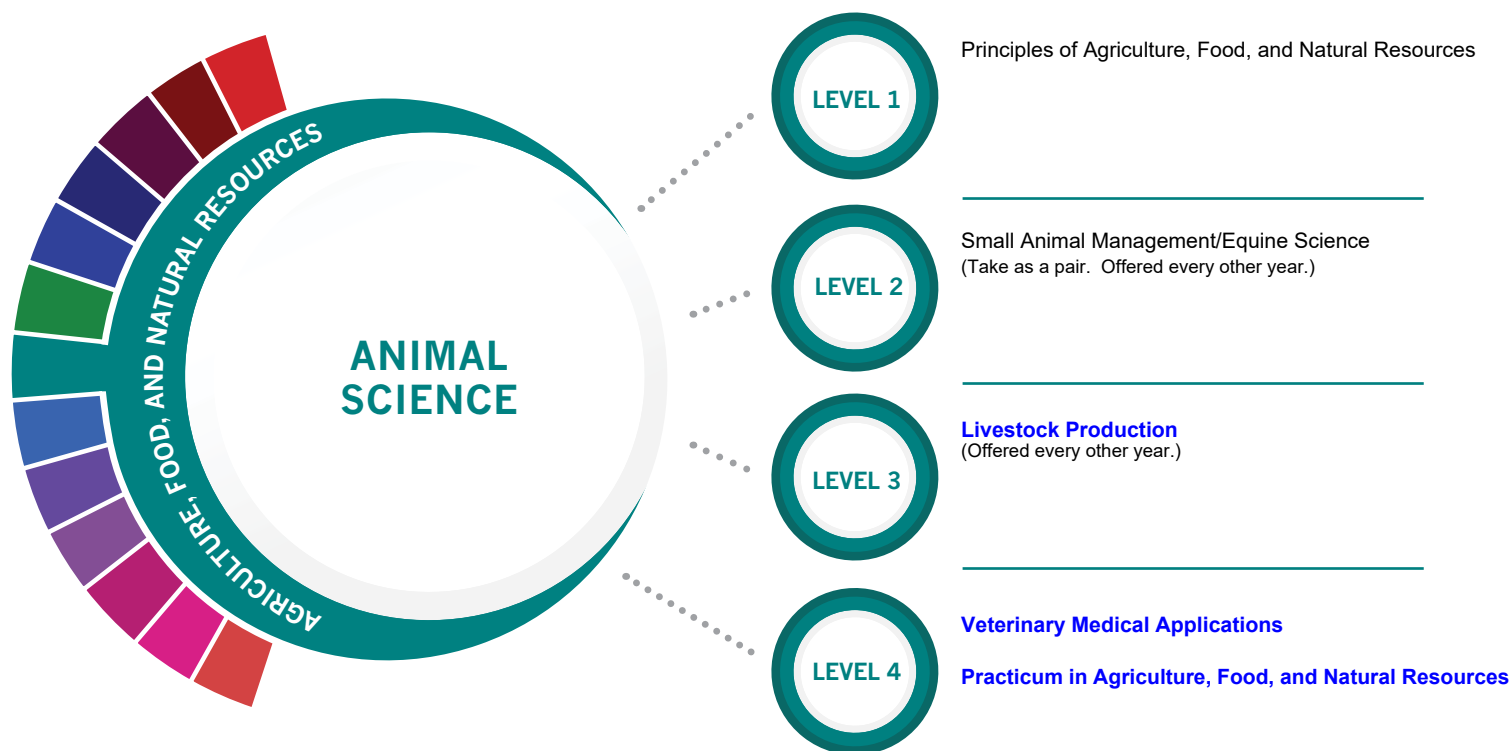 AGRICULTURE, FOOD, AND NATURAL RESOURCES
ANIMAL
SCIENCE
LEVEL 1
Principles of Agriculture, Food, and Natural Resources
LEVEL 2
Small Animal Management/Equine Science
(Take as a pair.  Offered every other year.)
LEVEL 3
Livestock Production
(Offered every other year.)
LEVEL 4
Veterinary Medical Applications
Practicum in Agriculture, Food, and Natural Resources